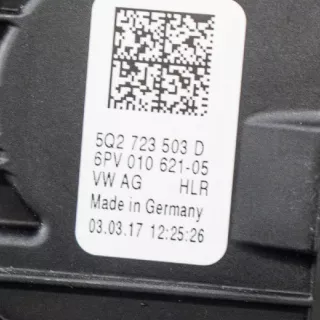 5Q2 723 503 D
6PV 010 621-05
VW AG HLR
Made in Germany
03.03.17 12:25:26